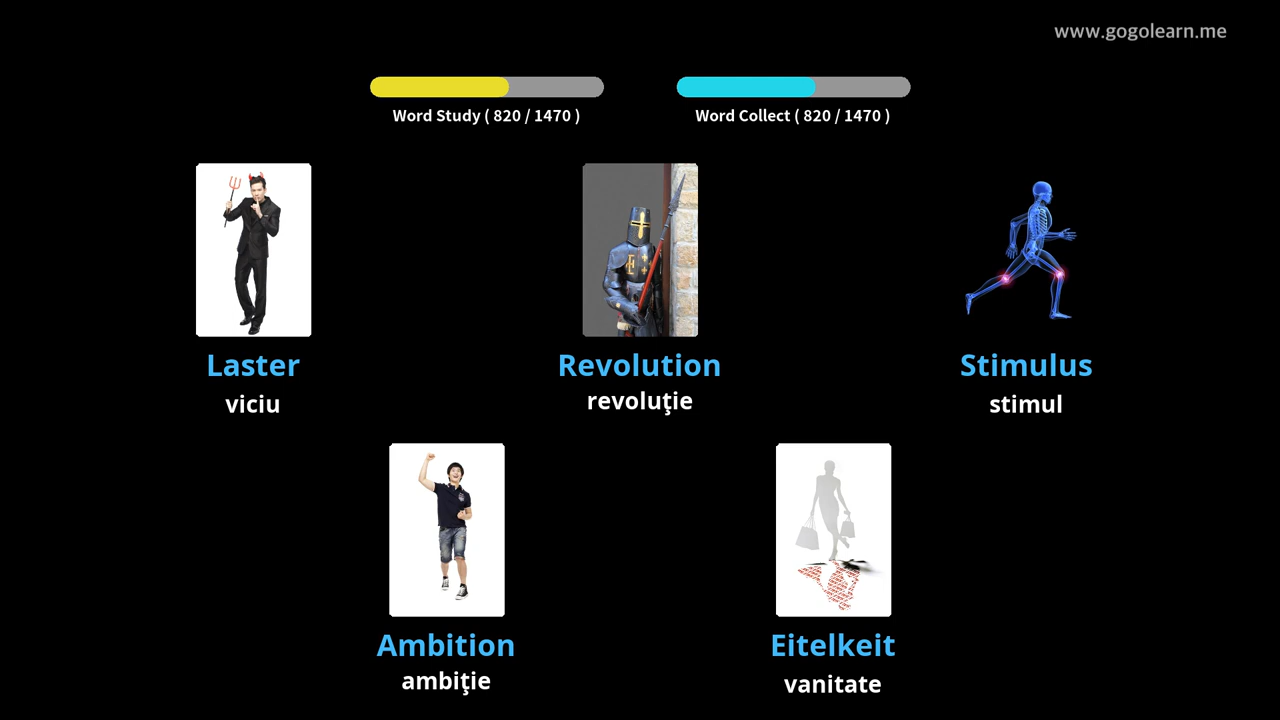 www.gogolearn.me
Word Study ( 820 / 1470 )
Word Collect ( 820 / 1470 )
Laster
viciu
Revolution
revoluţie
Stimulus
stimul
Ambition
ambiţie
Eitelkeit
vanitate